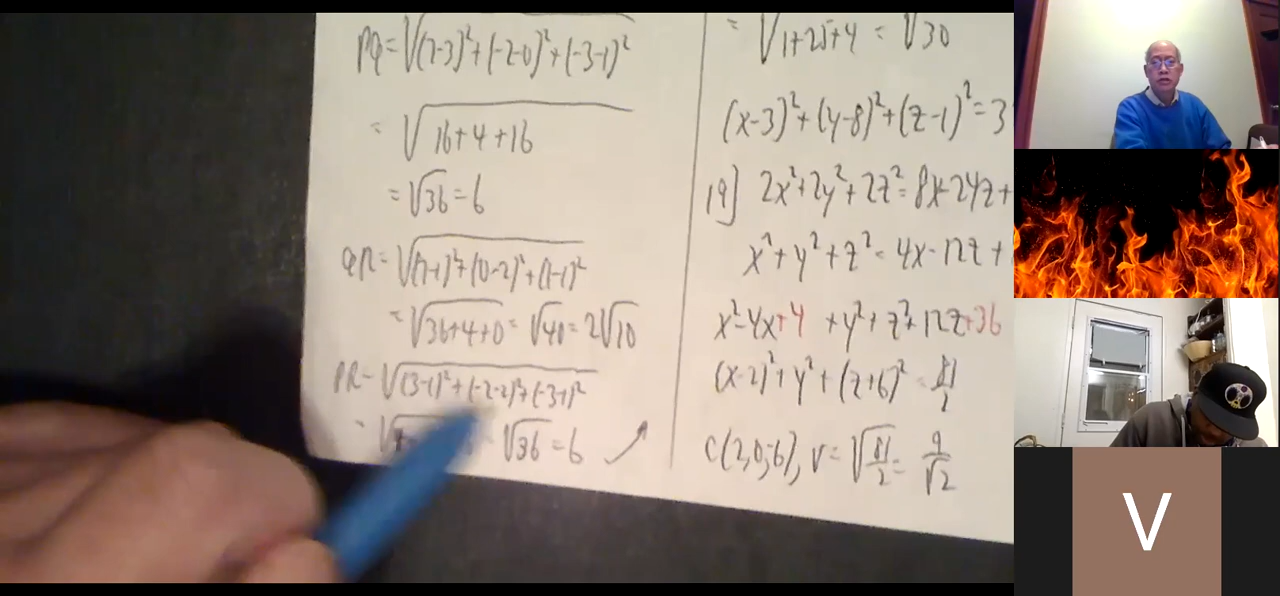 PQ = √(7-3)²+(-2-0)²+(-3-1)²
= √16+4+16
= √36 = 6
QR = √(7-1)²+(0-2)²+(1-1)²
= √36+4+0 = √40 = 2√10
PR = √(3-1)²+(-2-2)²+(-3-1)²
√36 = 6
= √1+25+4 = √30
(x-3)²+(y-8)²+(z-1)²=3
19] 2x²+2y²+2z²=8x-24z+
x²+y²+z²=4x-12z+
x²-4x+4 +y²+z²+12z+36
(x-2)²+y²+(z+6)² = 81/2
C(2,0,-6), r = √81/2 = 9/√2
V